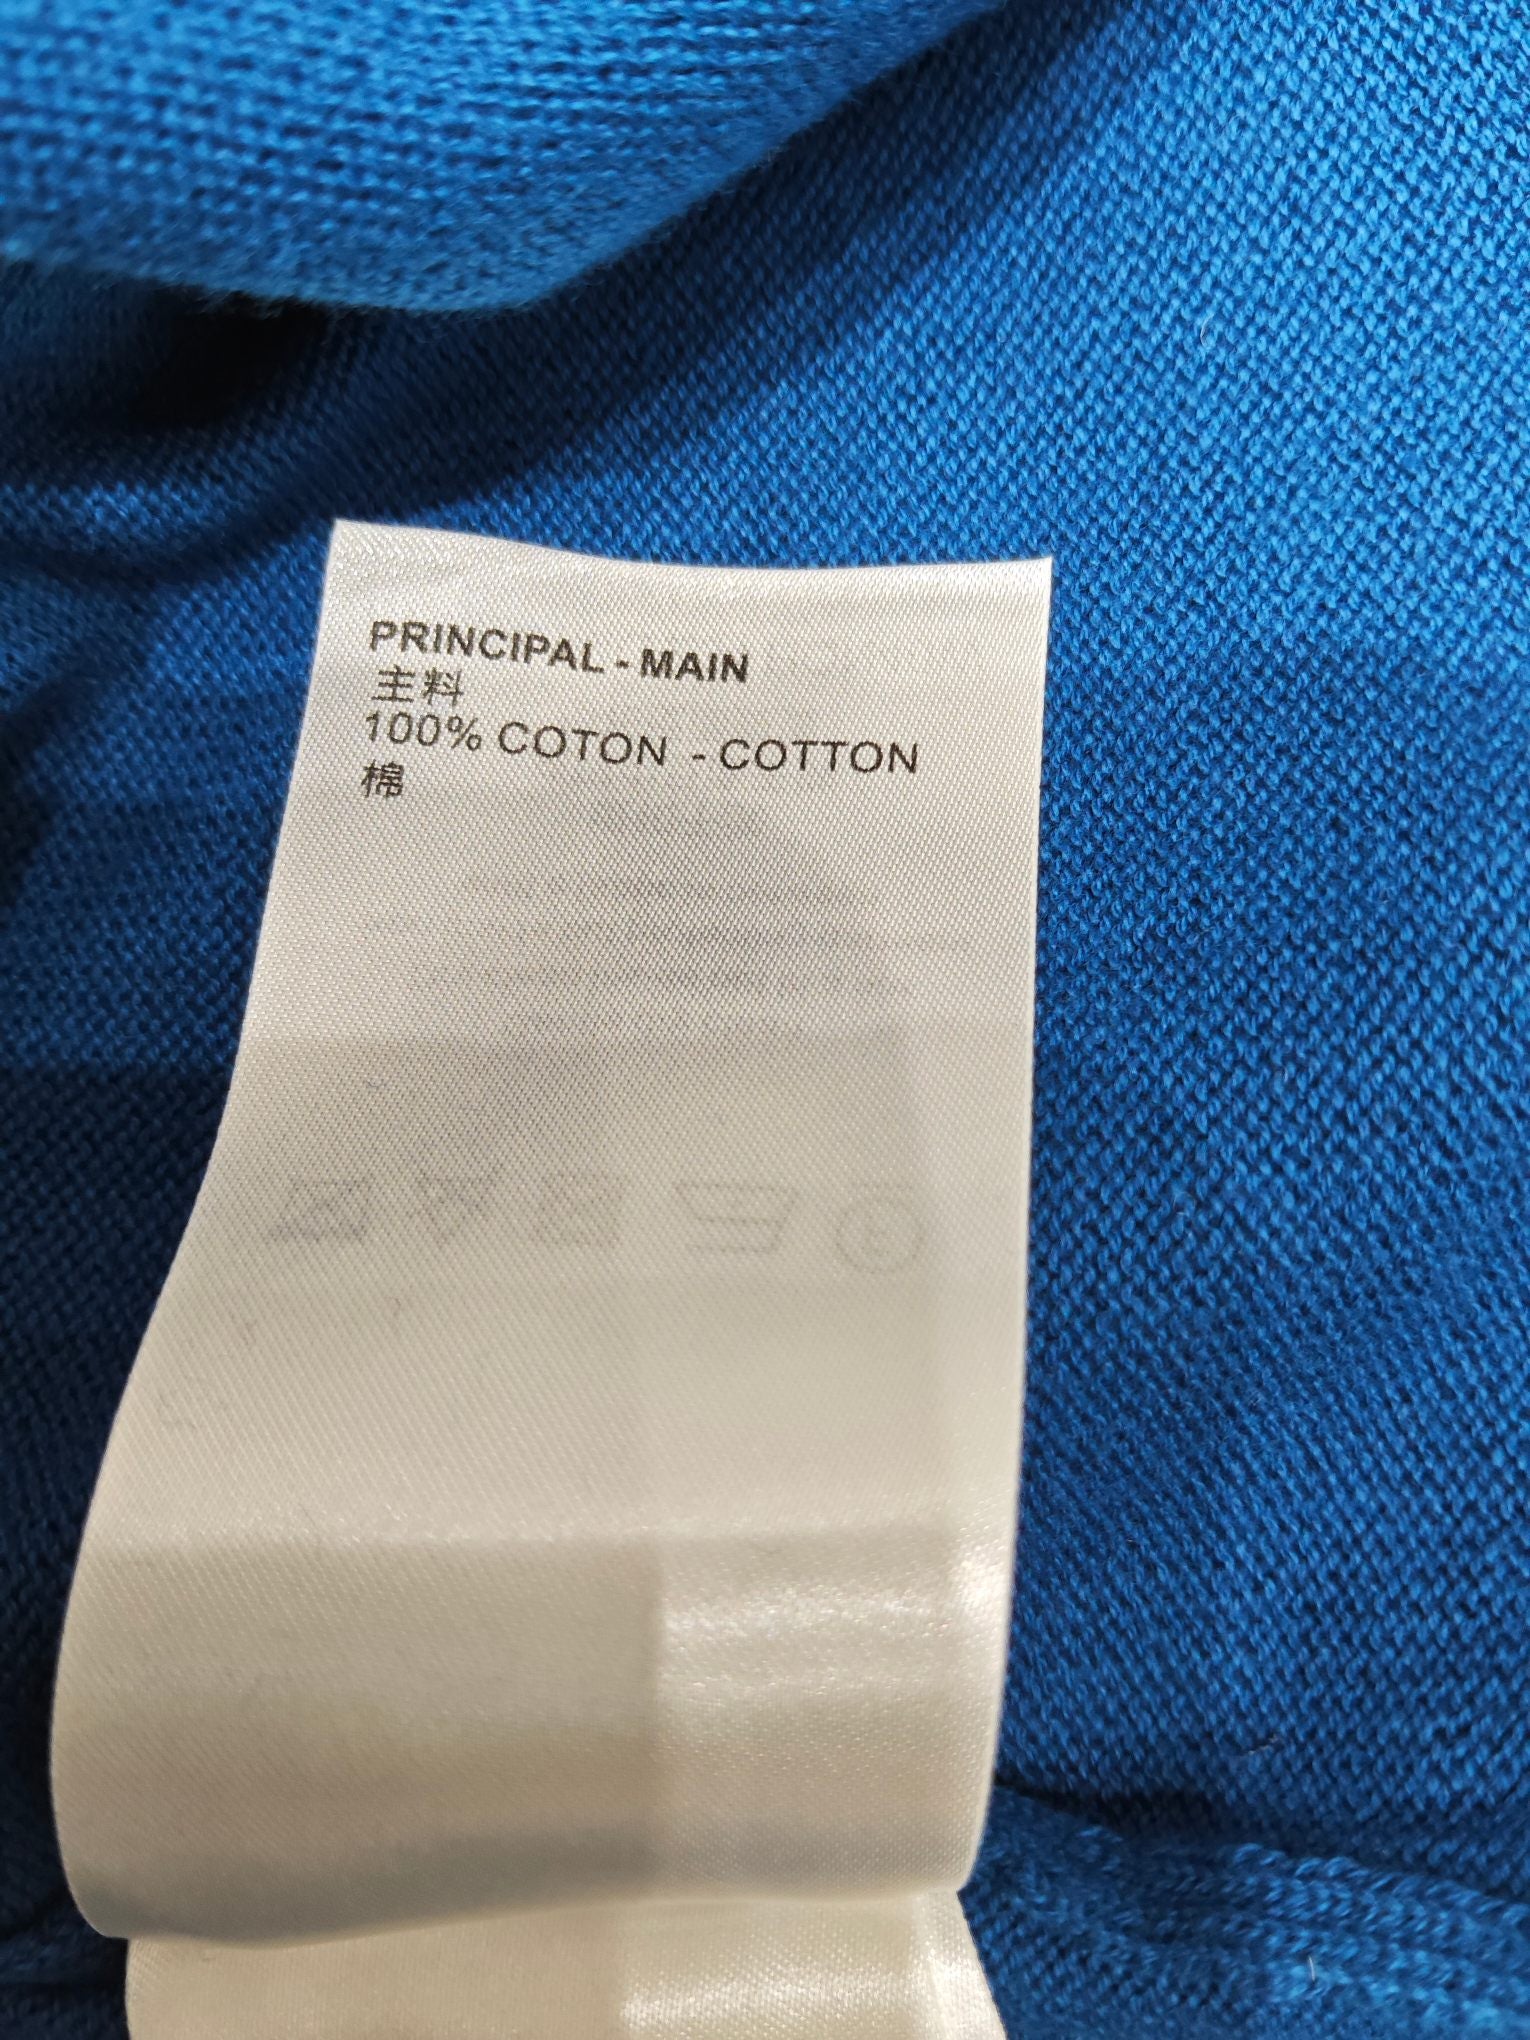 PRINCIPAL - MAIN
主料
100% COTON - COTTON
棉